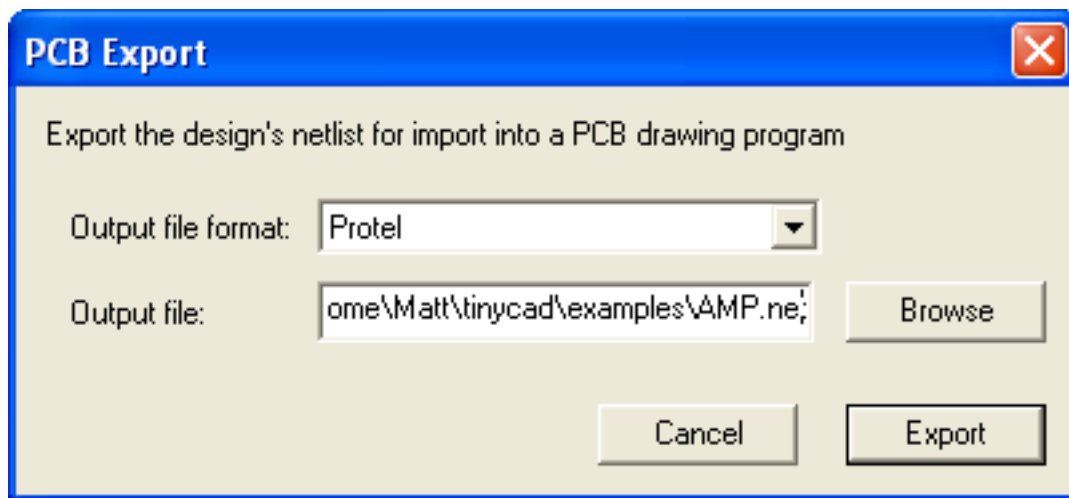 PCB Export
Export the design's netlist for import into a PCB drawing program
Output file format: Protel
Output file: ome\Matt\tinycad\examples\AMP.ne
Browse
Cancel Export